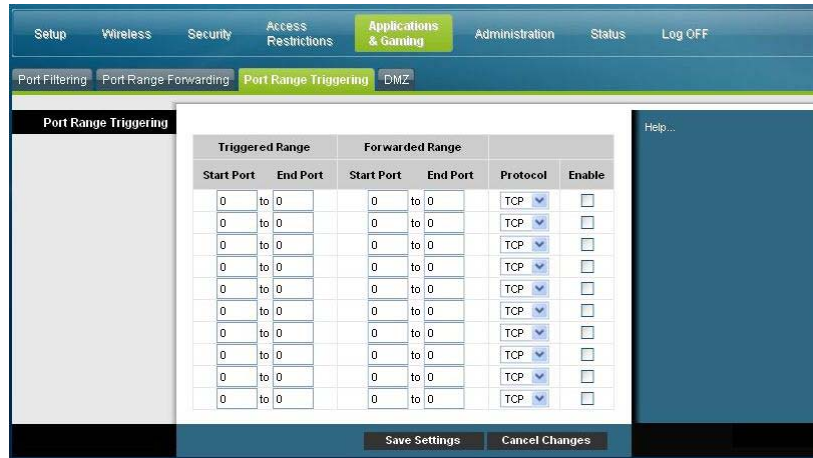 Setup Wireless Security Access Restrictions Applications & Gaming Administration Status Log OFF
Port Filtering Port Range Forwarding Port Range Triggering DMZ
Port Range Triggering
Help...
Triggered Range Forwarded Range
Start Port End Port Start Port End Port Protocol Enable
0 to 0 0 to 0 TCP
0 to 0 0 to 0 TCP
0 to 0 0 to 0 TCP
0 to 0 0 to 0 TCP
0 to 0 0 to 0 TCP
0 to 0 0 to 0 TCP
0 to 0 0 to 0 TCP
0 to 0 0 to 0 TCP
0 to 0 0 to 0 TCP
0 to 0 0 to 0 TCP
Save Settings Cancel Changes